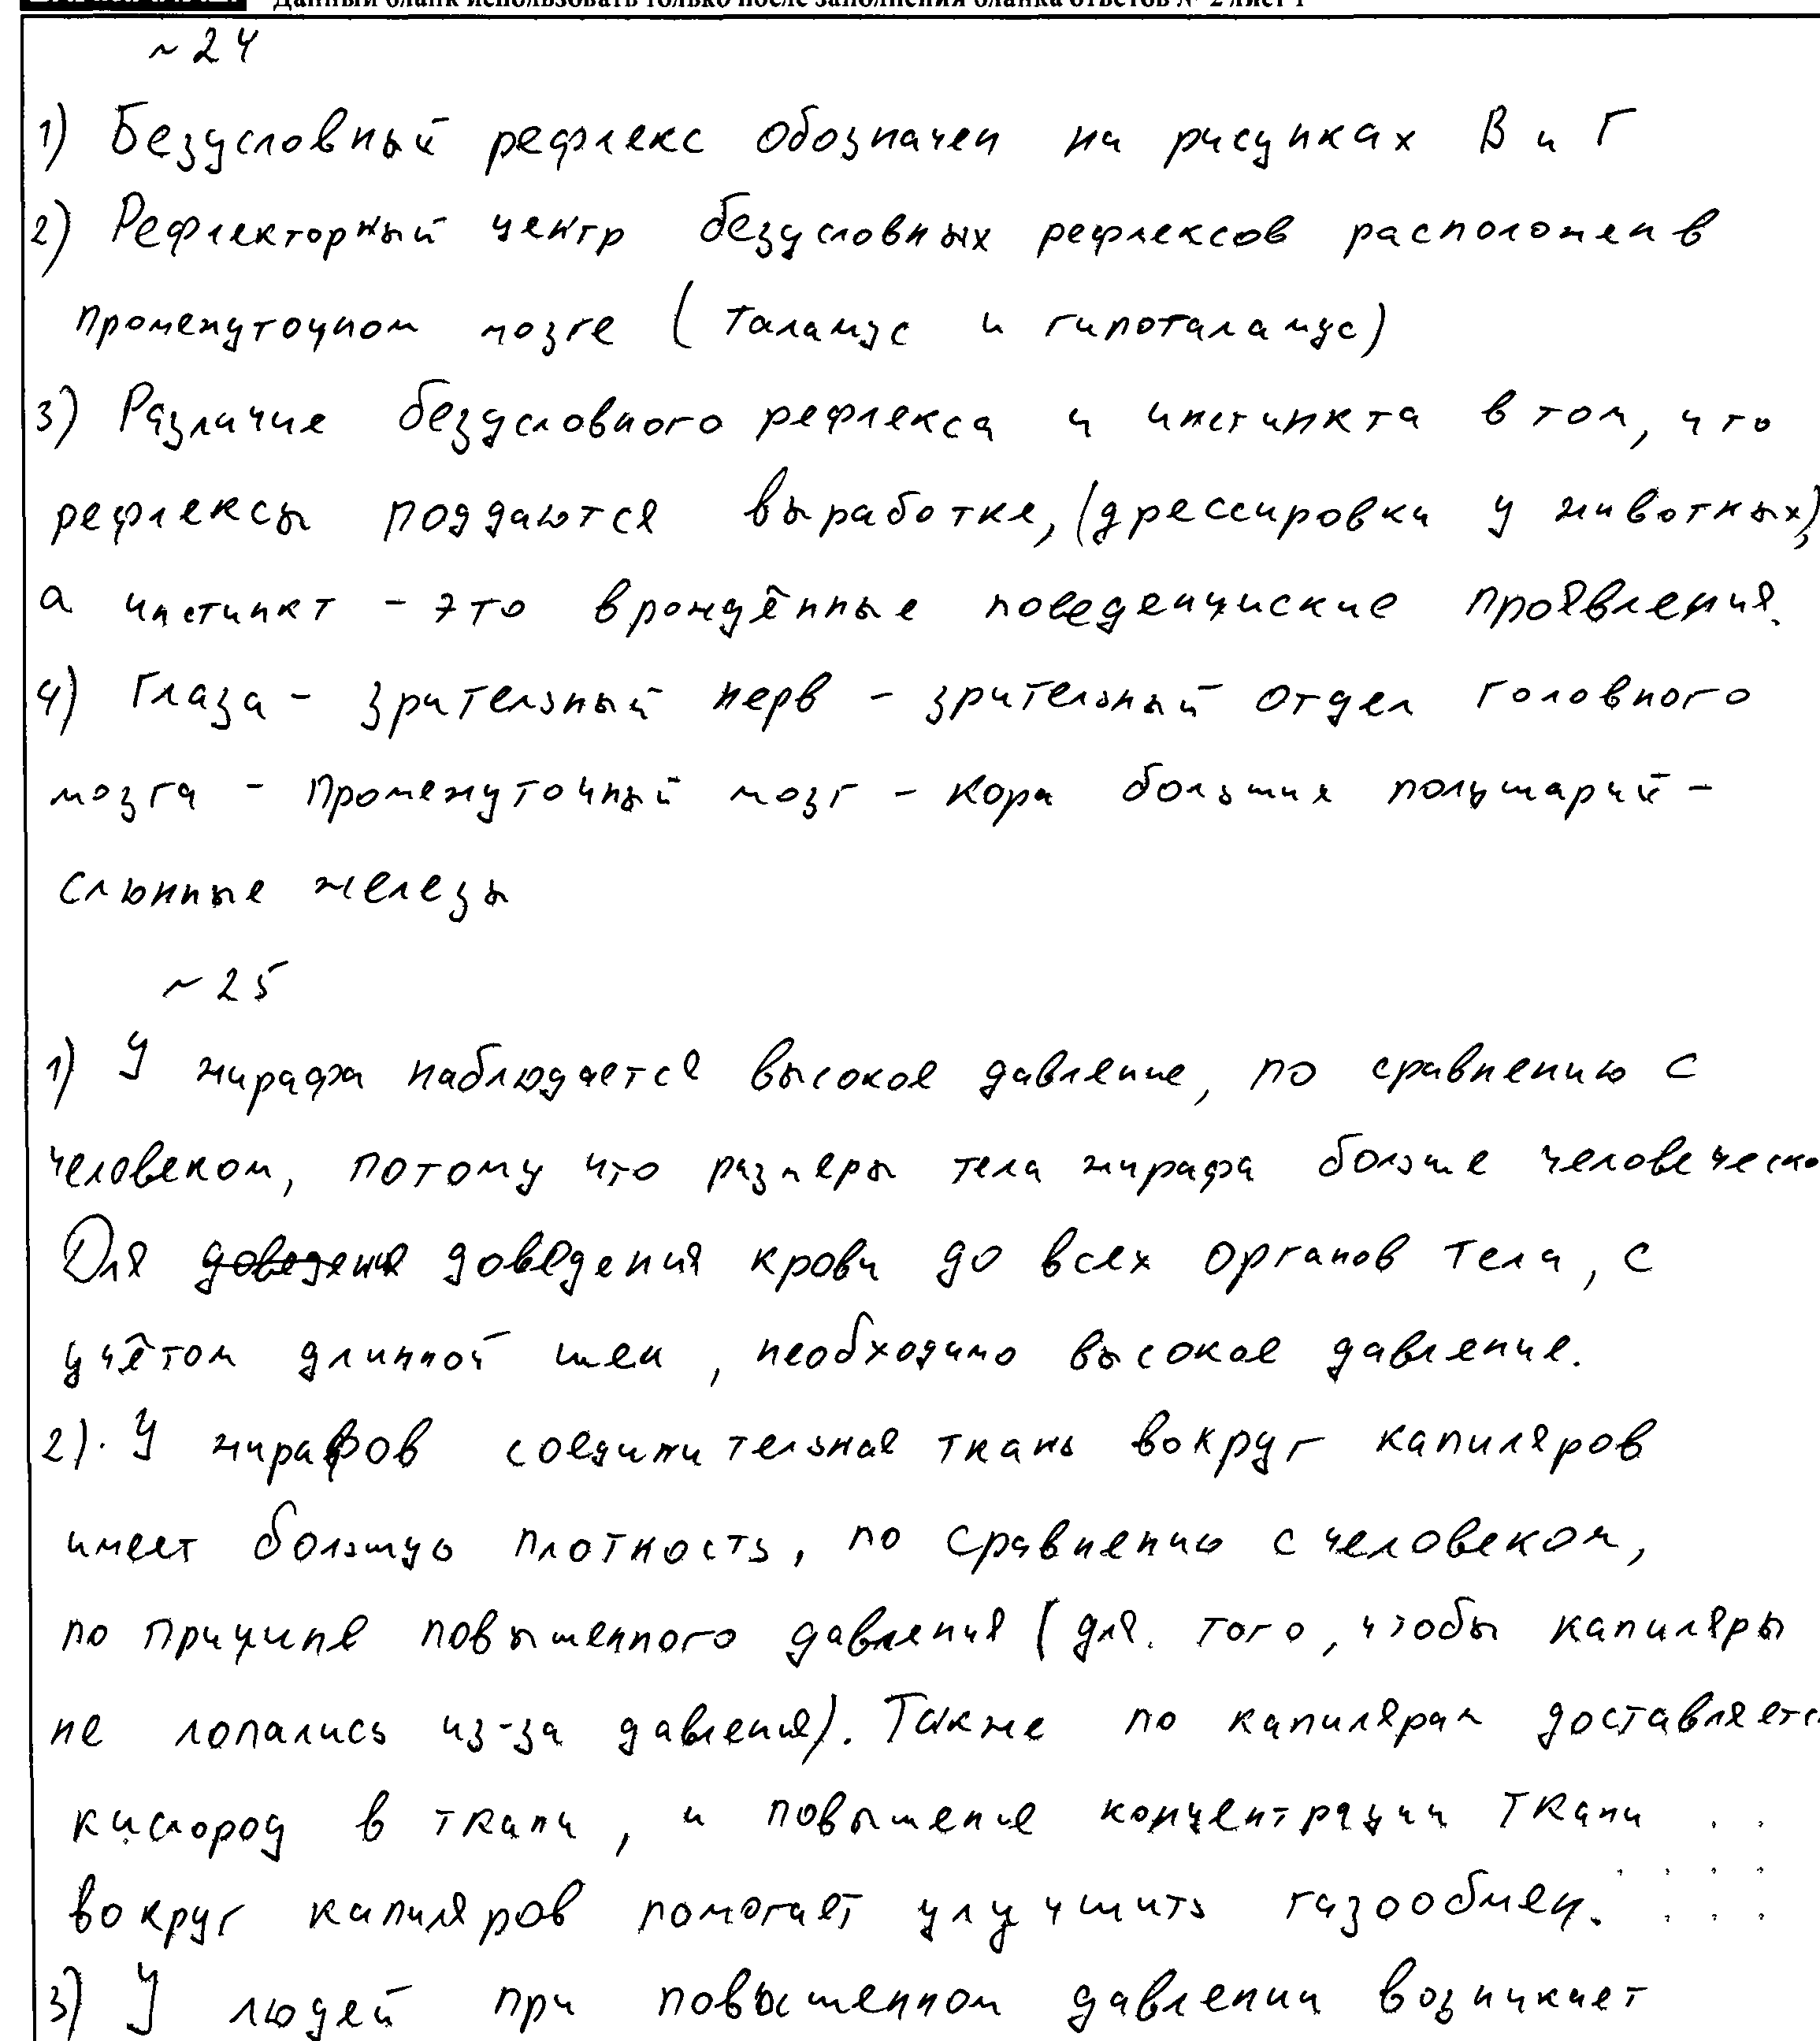 Данный бланк использовать только после заполнения бланка ответов № 2 лист 1
~ 24
1) Безусловный рефлекс обозначен на рисунках В и Г
2) Рефлекторный центр безусловных рефлексов расположен в
промежуточном мозге (таламус и гипоталамус)
3) Различие безусловного рефлекса и инстинкта в том, что
рефлексы поддаются выработке, (дрессировки у животных),
а инстинкт - это врождённые поведенчиские проявления.
4) Глаза - зрительный нерв - зрительный отдел головного
мозга - промежуточный мозг - кора больших полушарий -
слюнные железы
~ 25
1) У жирафа наблюдается высокое давление, по сравнению с
человеком, потому что размеры тела жирафа больше человеческо
Для доведения доведения крови до всех органов тела, с
учётом длинной шеи, необходимо высокое давление.
2). У жирафов соединительная ткань вокруг капиляров
имеет большую плотность, по сравнению с человеком,
по причине повышенного давления (для. того, чтобы капиляры
не лопались из-за давления). Также по капилярам доставляетс
кислород в ткани, и повышение концентрации ткани
вокруг капиляров помогает улучшить газообмен.
3) У людей при повышенном давлении возникает